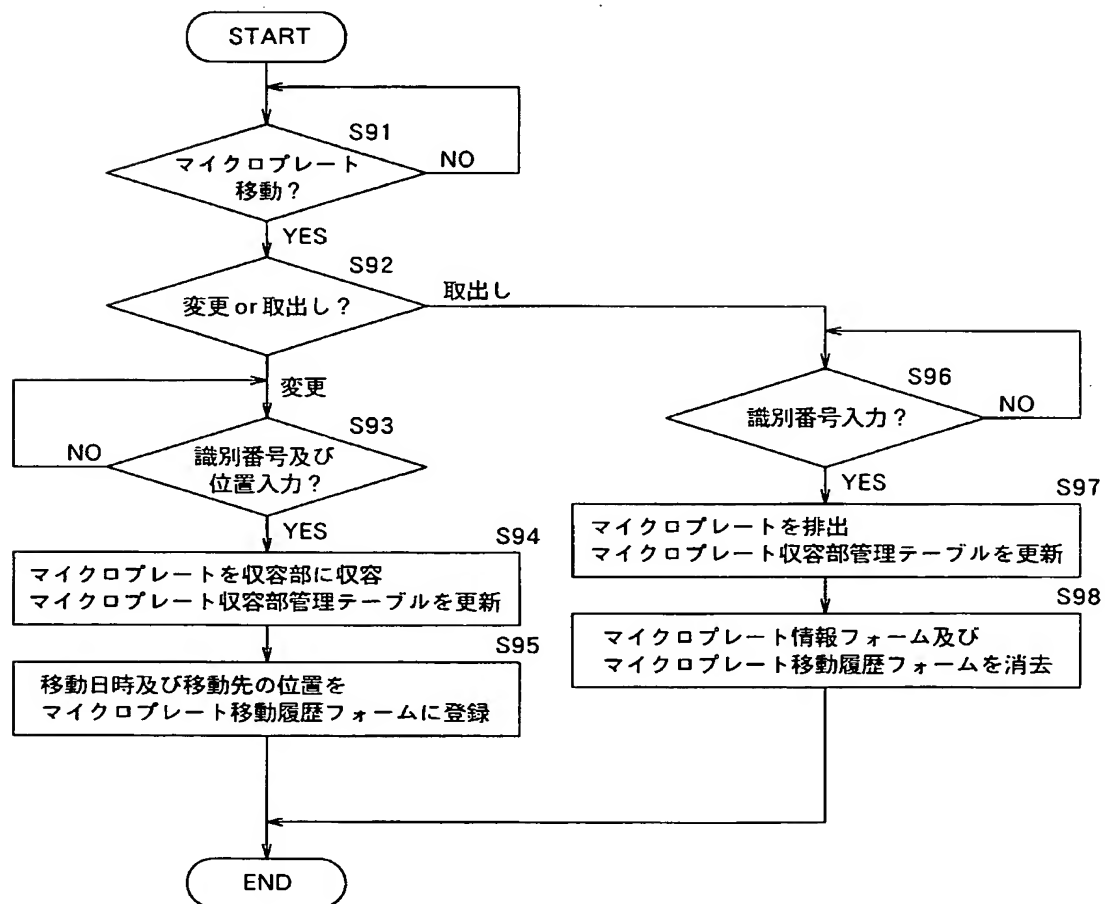 START
S91
マイクロプレート
移動?
NO
YES
S92
変更or取出し?
取出し
変更
S93
識別番号及び
位置入力?
NO
YES
S94
マイクロプレートを収容部に収容
マイクロプレート収容部管理テーブルを更新
S95
移動日時及び移動先の位置を
マイクロプレート移動履歴フォームに登録
S96
識別番号入力?
NO
YES
S97
マイクロプレートを排出
マイクロプレート収容部管理テーブルを更新
S98
マイクロプレート情報フォーム及び
マイクロプレート移動履歴フォームを消去
END